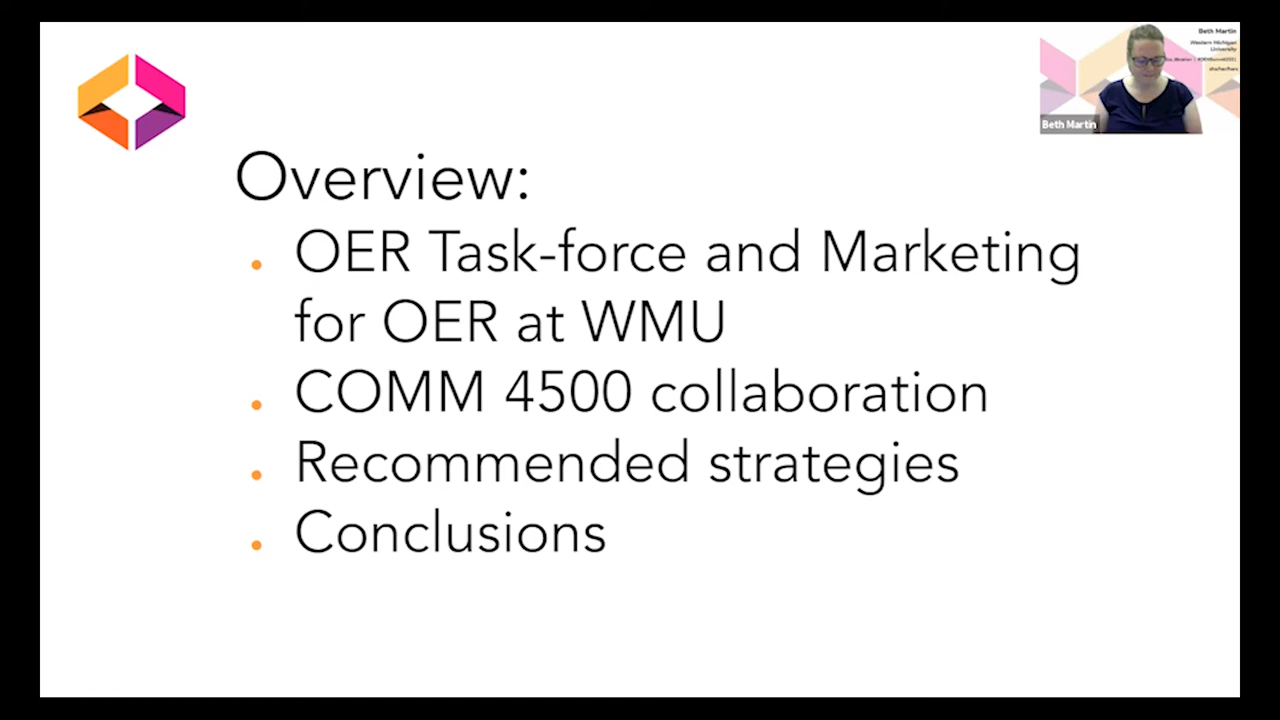 Beth Martin
Western Michigan
University
Beth Martin
Overview:
OER Task-force and Marketing
for OER at WMU
COMM 4500 collaboration
Recommended strategies
Conclusions